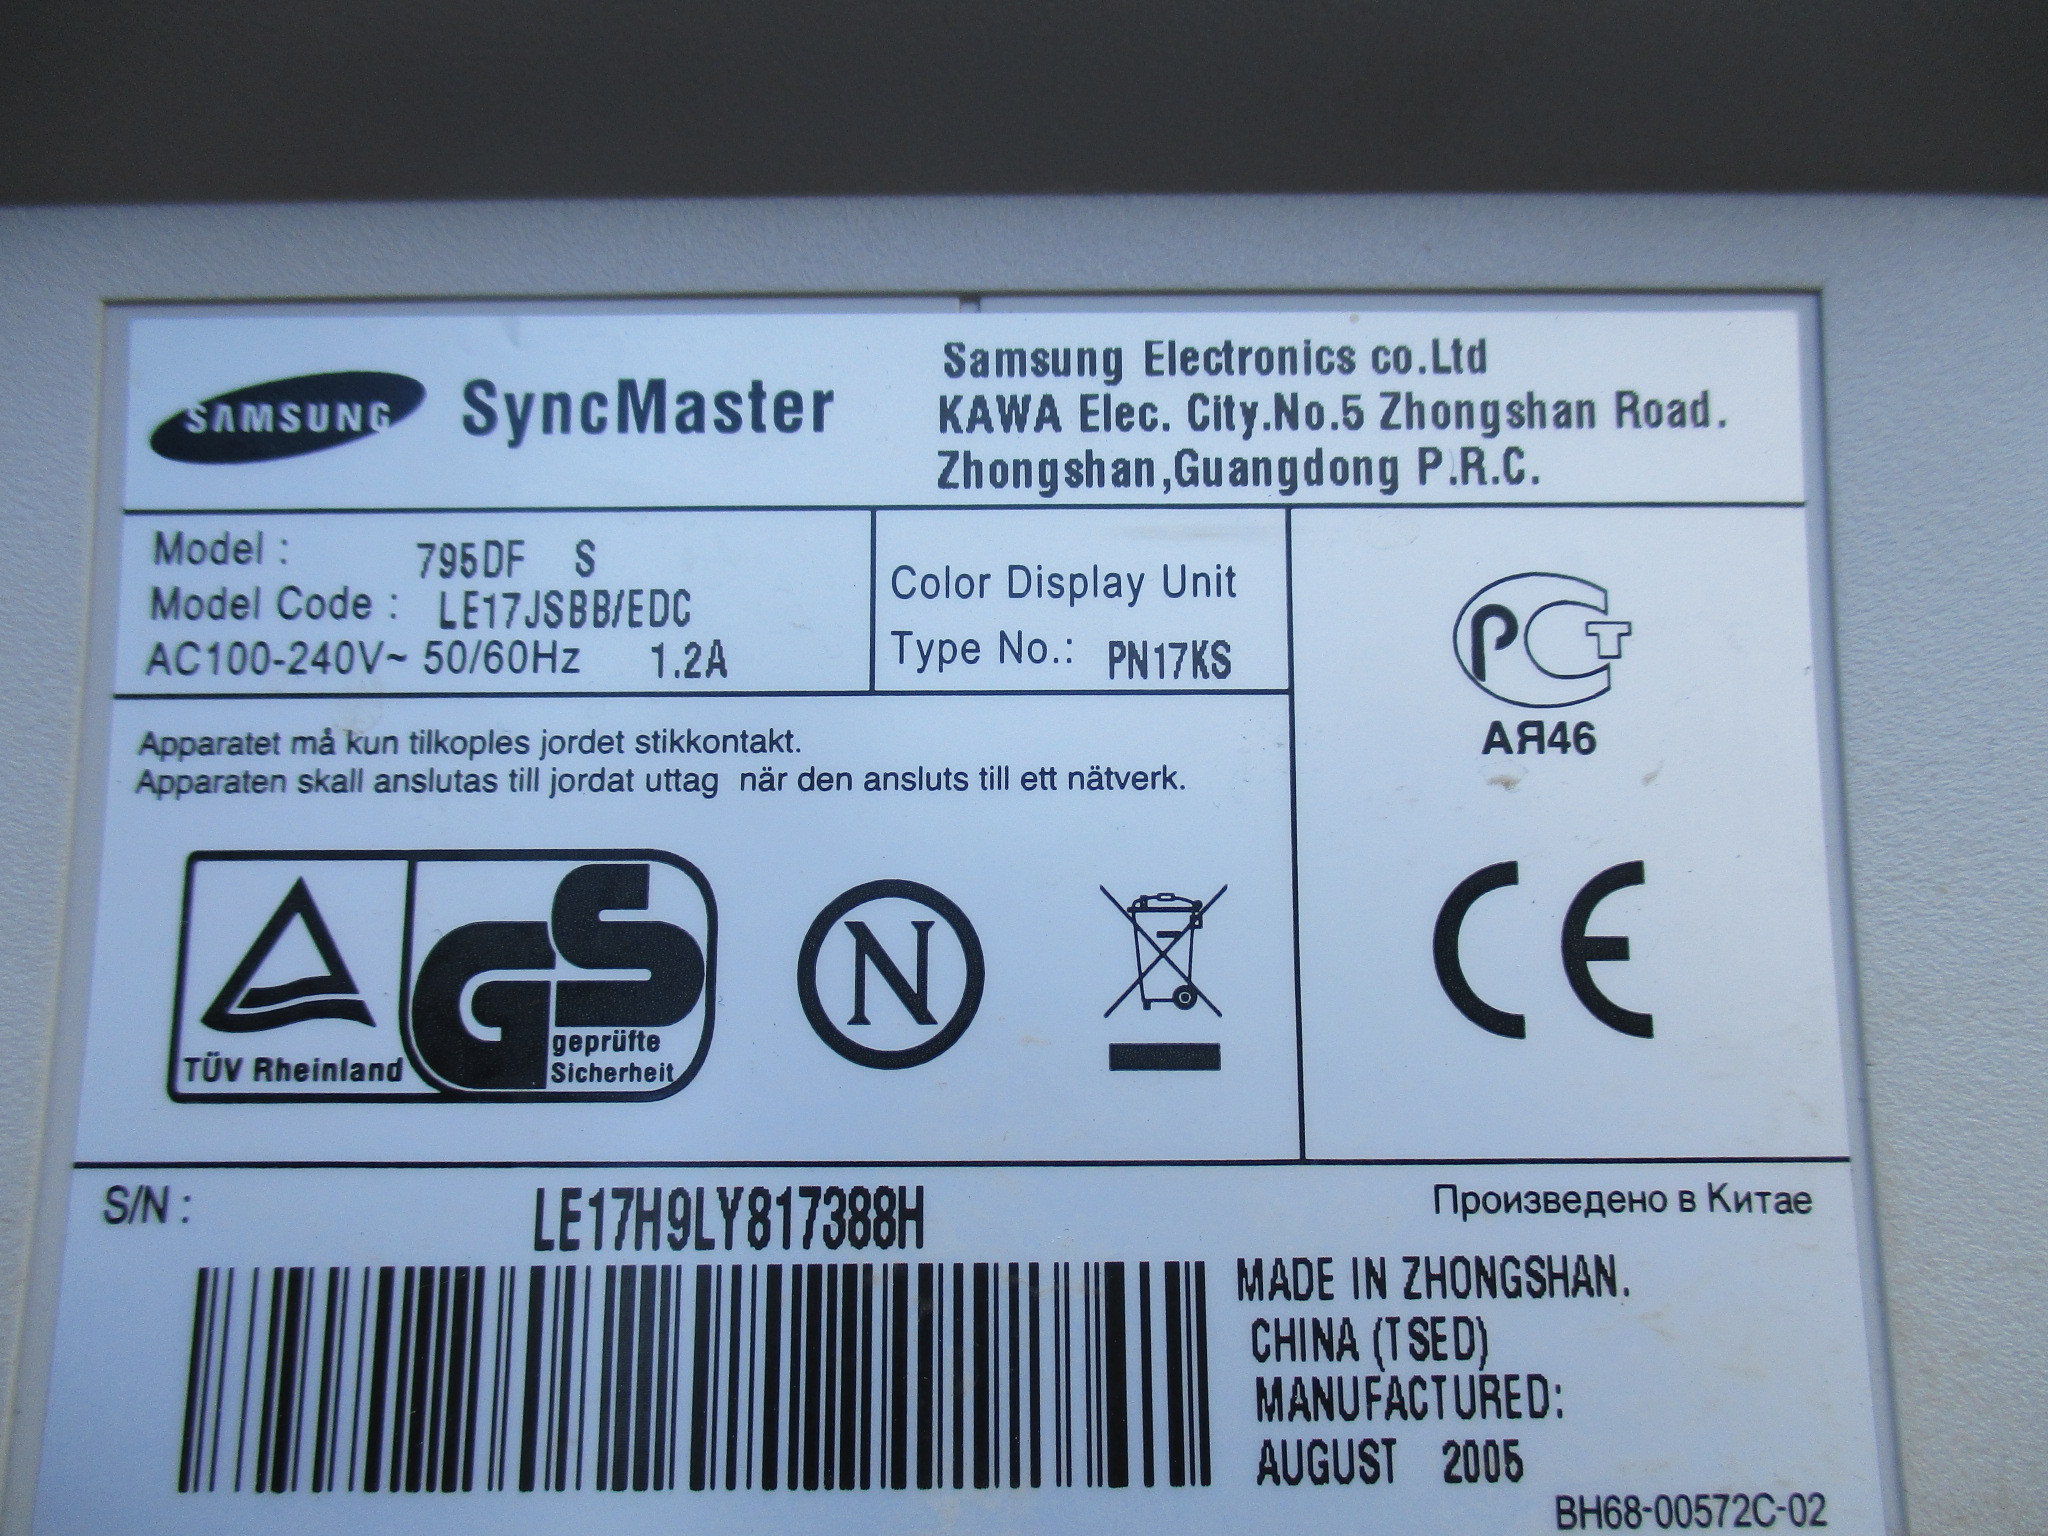 SAMSUNG SyncMaster
Samsung Electronics co.Ltd
KAWA Elec. City.No.5 Zhongshan Road.
Zhongshan,Guangdong P.R.C.
Model : 795DF S
Model Code : LE17JSBB/EDC
AC100-240V~ 50/60Hz 1.2A
Color Display Unit
Type No.: PN17KS
PCT
АЯ46
Apparatet må kun tilkoples jordet stikkontakt.
Apparaten skall anslutas till jordat uttag när den ansluts till ett nätverk.
TÜV Rheinland
GS
geprüfte
Sicherheit
N
CE
S/N : LE17H9LY817388H
Произведено в Китае
MADE IN ZHONGSHAN.
CHINA (TSED)
MANUFACTURED:
AUGUST 2005
BH68-00572C-02